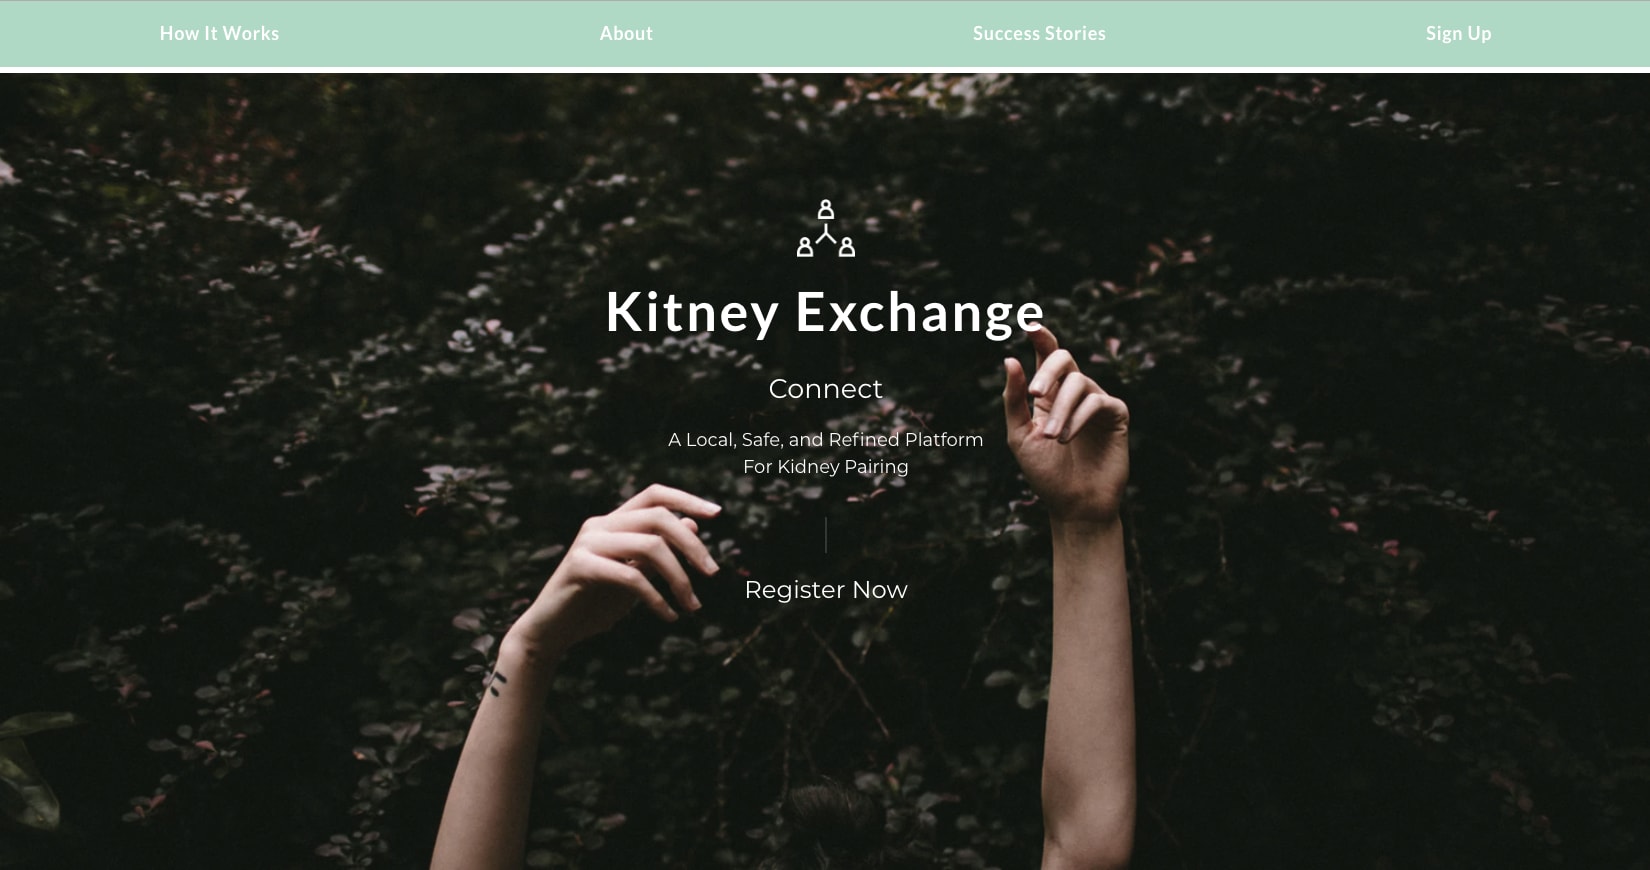 How It Works
About
Success Stories
Sign Up
Kitney Exchange
Connect
A Local, Safe, and Refined Platform
For Kidney Pairing
Register Now